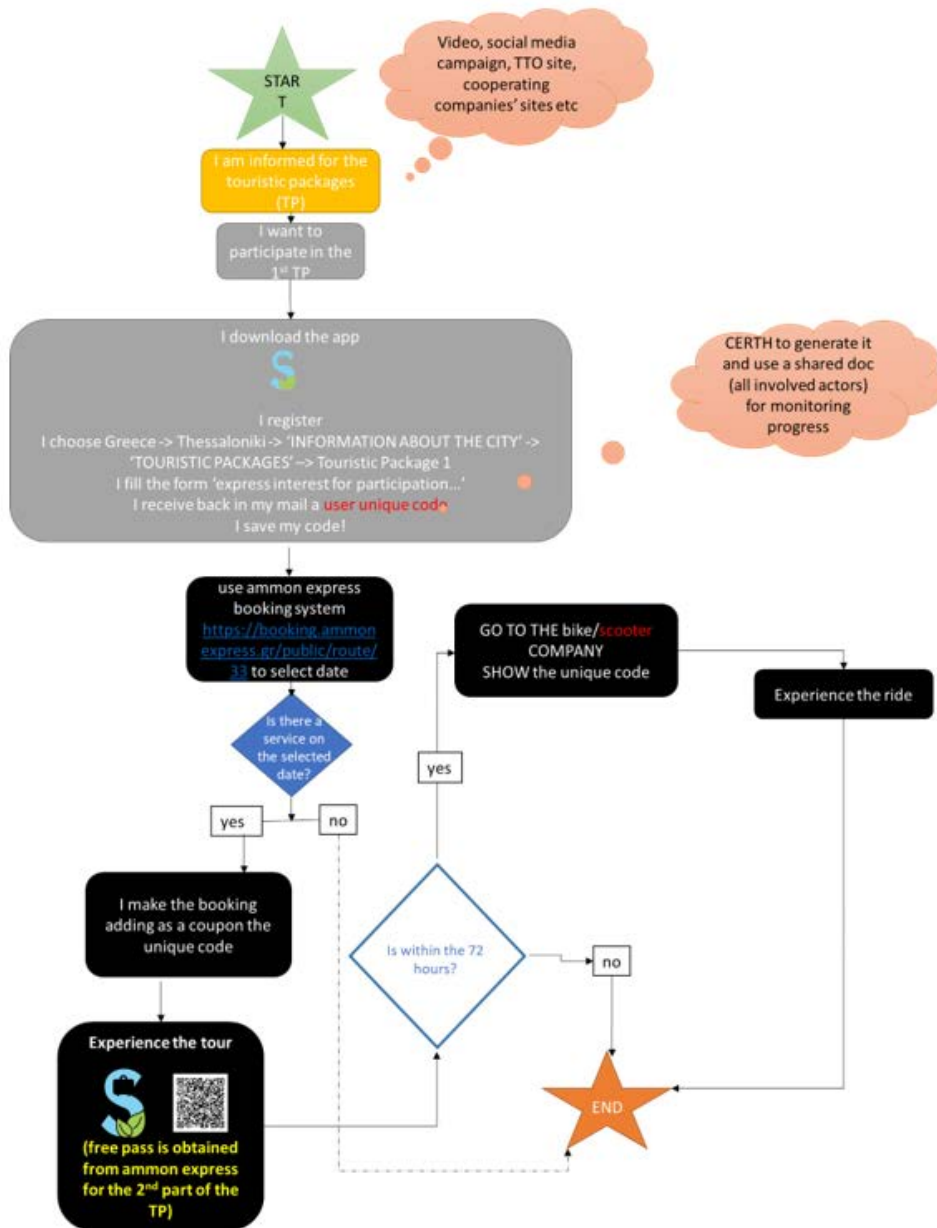 STAR
T
Video, social media
campaign, TTO site,
cooperating
companies' sites etc
I am informed for the
touristic packages
(TP)
I want to
participate in the
1st TP
I download the app
I register
I choose Greece -> Thessaloniki -> 'INFORMATION ABOUT THE CITY' ->
'TOURISTIC PACKAGES' –> Touristic Package 1
I fill the form 'express interest for participation...'
I receive back in my mail a user unique code
I save my code!
CERTH to generate it
and use a shared doc
(all involved actors)
for monitoring
progress
use ammon express
booking system
https://booking.ammon
express.gr/public/route/
33 to select date
Is there a
service on
the selected
date?
yes
no
I make the booking
adding as a coupon the
unique code
Experience the tour
(free pass is obtained
from ammon express
for the 2nd part of the
TP)
Is within the 72
hours?
yes
no
GO TO THE bike/scooter
COMPANY
SHOW the unique code
Experience the ride
END